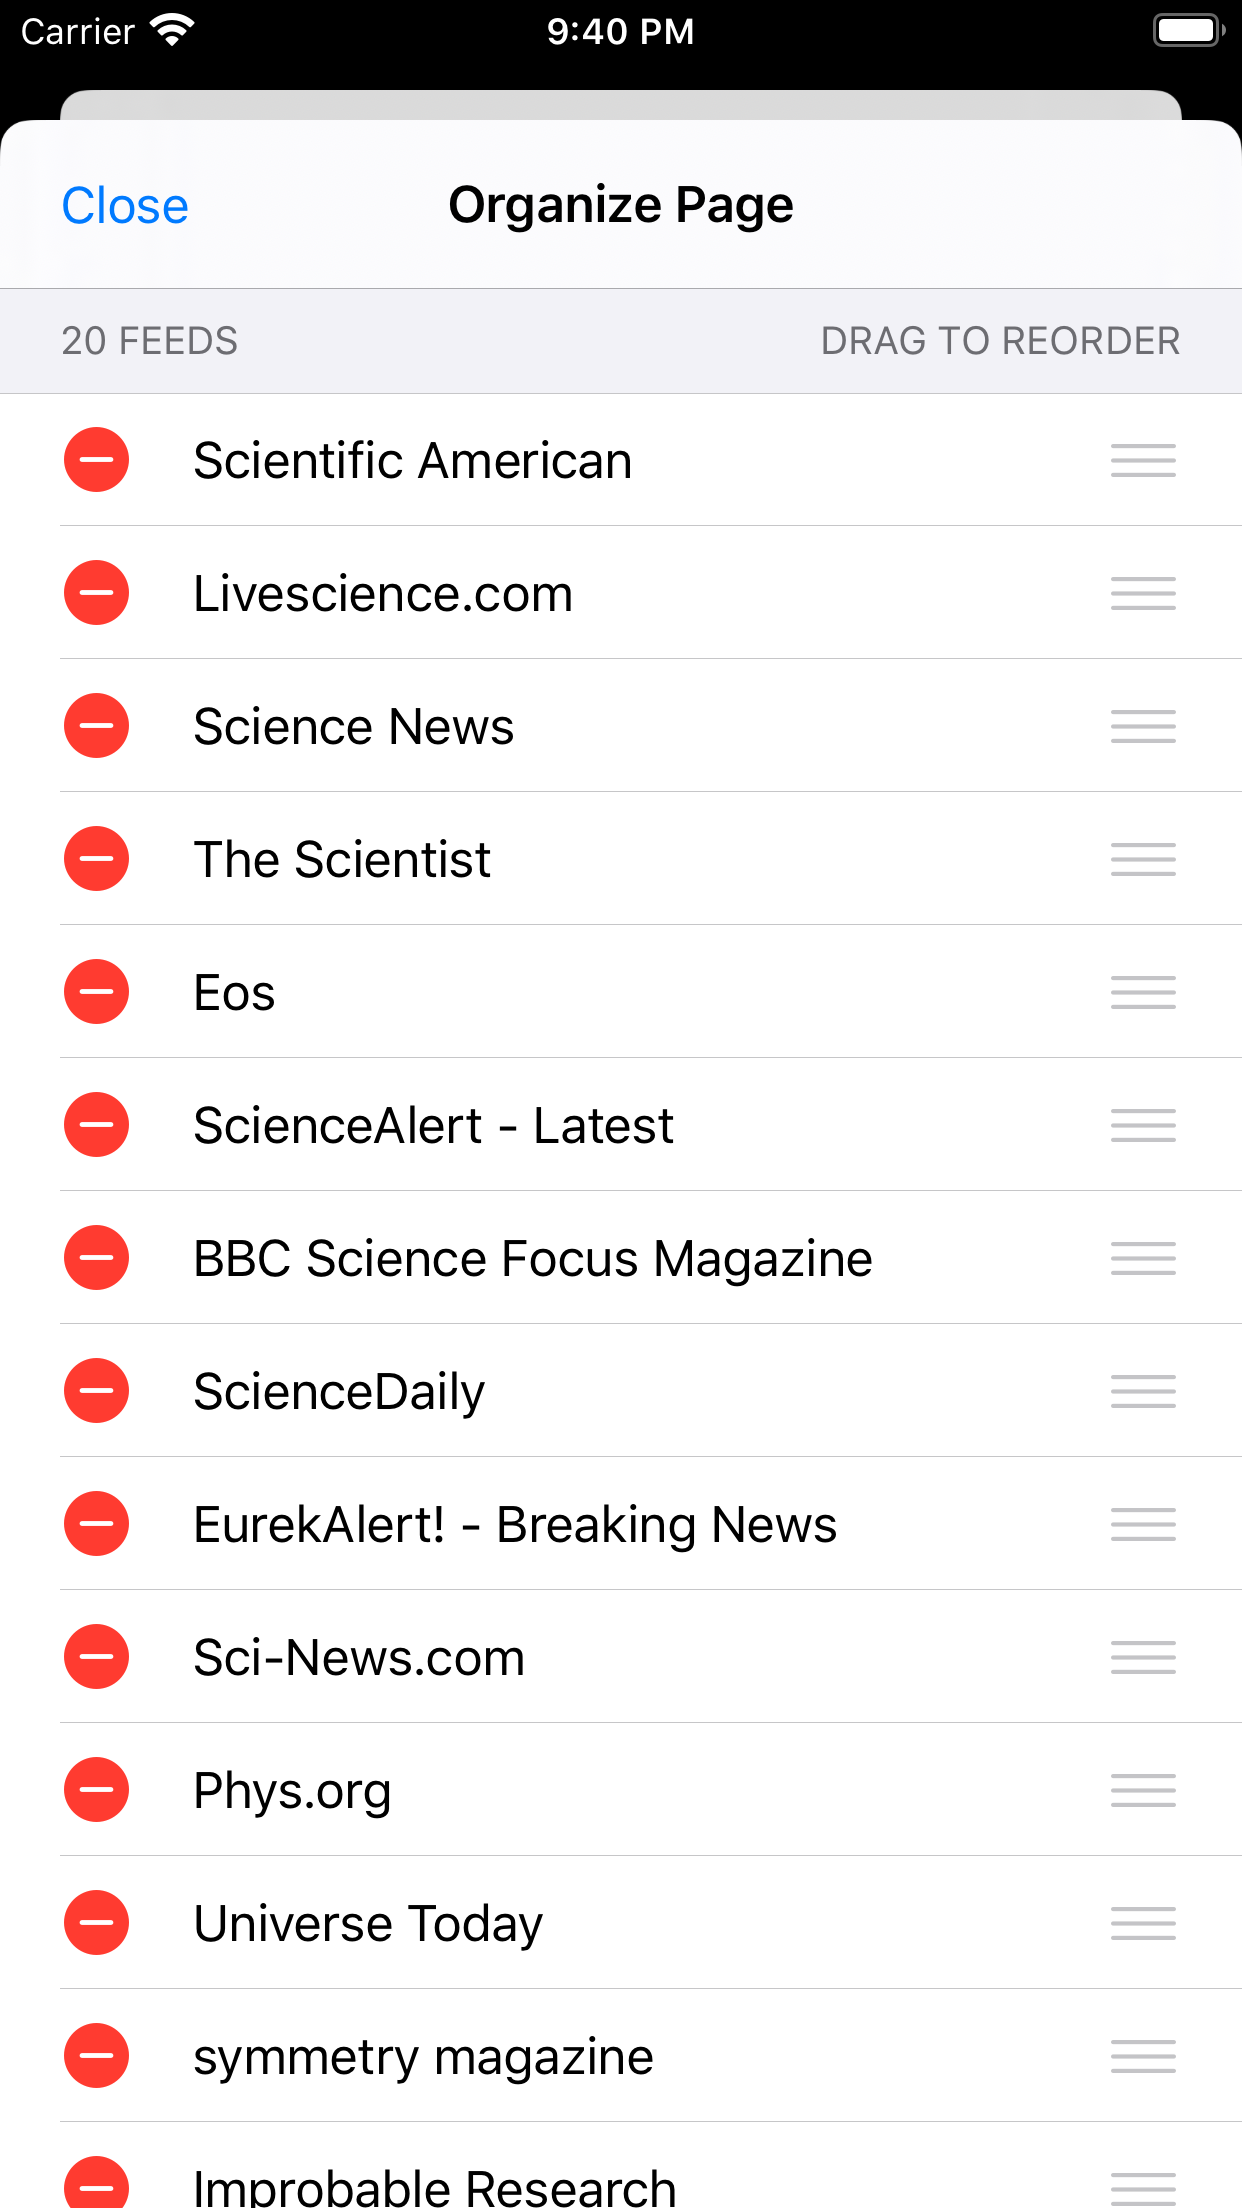 Carrier 9:40 PM
Close Organize Page
20 FEEDS DRAG TO REORDER
Scientific American
Livescience.com
Science News
The Scientist
Eos
ScienceAlert - Latest
BBC Science Focus Magazine
ScienceDaily
EurekAlert! - Breaking News
Sci-News.com
Phys.org
Universe Today
symmetry magazine
Improbable Research